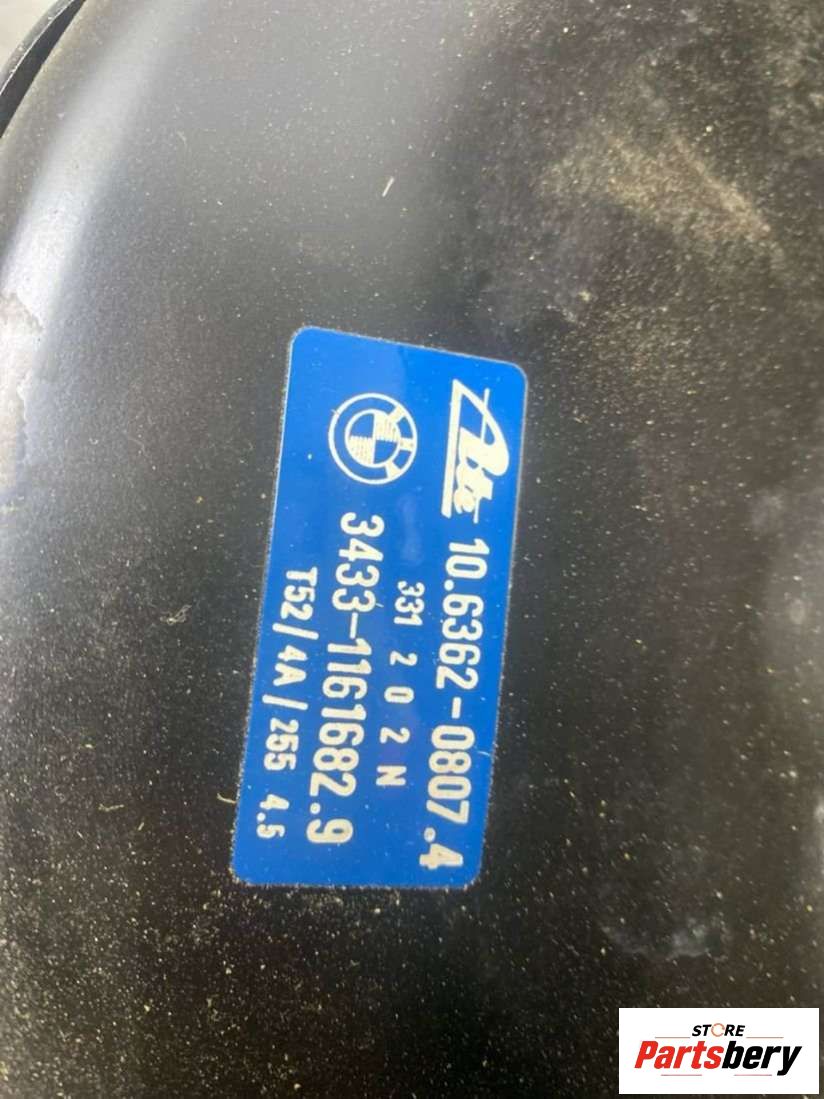 Ate 10.6362-0807.4
331 2 0 2 N
3433-1161682.9
T52/4A/255 4.5
STORE
Partsbery